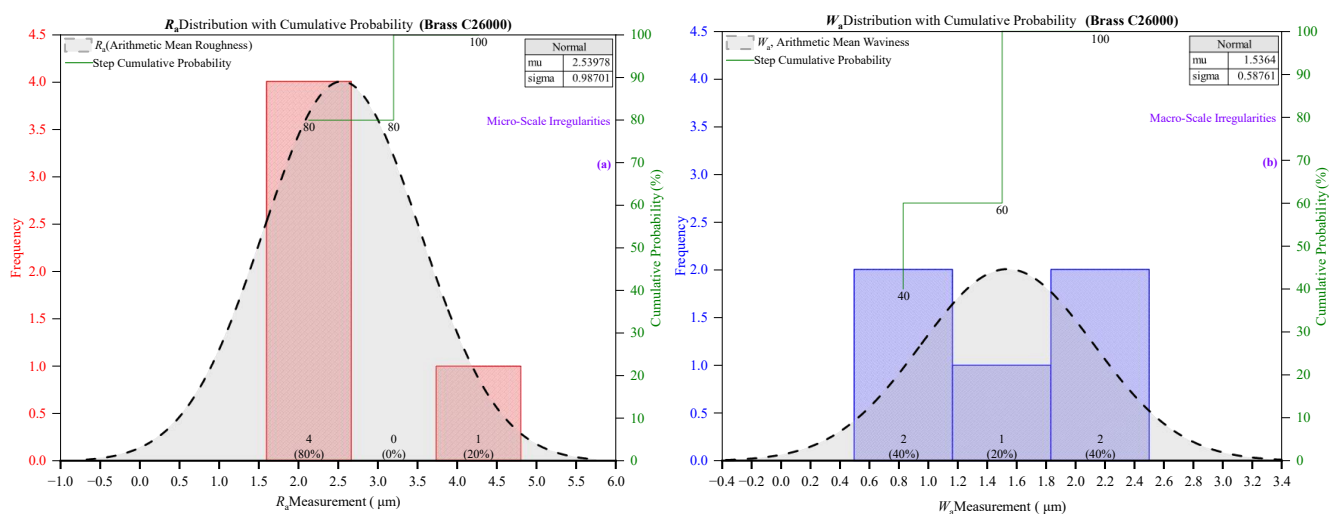 RaDistribution with Cumulative Probability (Brass C26000)
Ra(Arithmetic Mean Roughness)
Step Cumulative Probability
100
Normal
mu 2.53978
sigma 0.98701
Micro-Scale Irregularities
(a)
80 80
4 0 1
(80%) (0%) (20%)
Frequency
4.5
4.0
3.5
3.0
2.5
2.0
1.5
1.0
0.5
0.0
Cumulative Probability (%)
100
90
80
70
60
50
40
30
20
10
0
−1.0 −0.5 0.0 0.5 1.0 1.5 2.0 2.5 3.0 3.5 4.0 4.5 5.0 5.5 6.0
RaMeasurement ( μm)
WaDistribution with Cumulative Probability (Brass C26000)
Wa, Arithmetic Mean Waviness
Step Cumulative Probability
100
Normal
mu 1.5364
sigma 0.58761
Macro-Scale Irregularities
(b)
60
40
2 1 2
(40%) (20%) (40%)
Frequency
4.5
4.0
3.5
3.0
2.5
2.0
1.5
1.0
0.5
0.0
Cumulative Probability (%)
100
90
80
70
60
50
40
30
20
10
0
−0.4 −0.2 0.0 0.2 0.4 0.6 0.8 1.0 1.2 1.4 1.6 1.8 2.0 2.2 2.4 2.6 2.8 3.0 3.2 3.4
WaMeasurement ( μm)